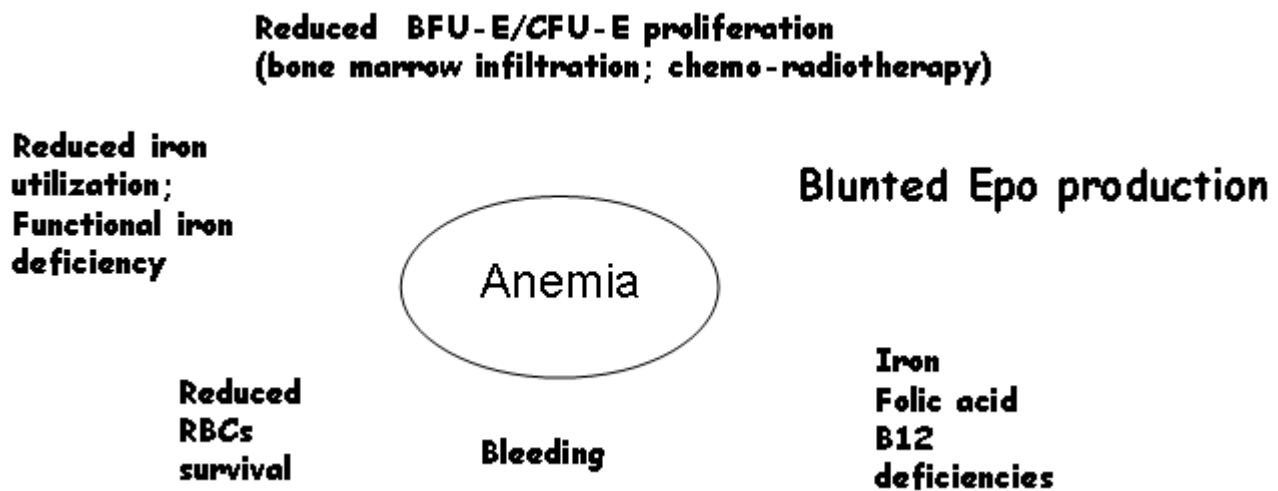 Reduced BFU-E/CFU-E proliferation
(bone marrow infiltration; chemo-radiotherapy)
Reduced iron
utilization;
Functional iron
deficiency
Blunted Epo production
Anemia
Reduced
RBCs
survival
Bleeding
Iron
Folic acid
B12
deficiencies